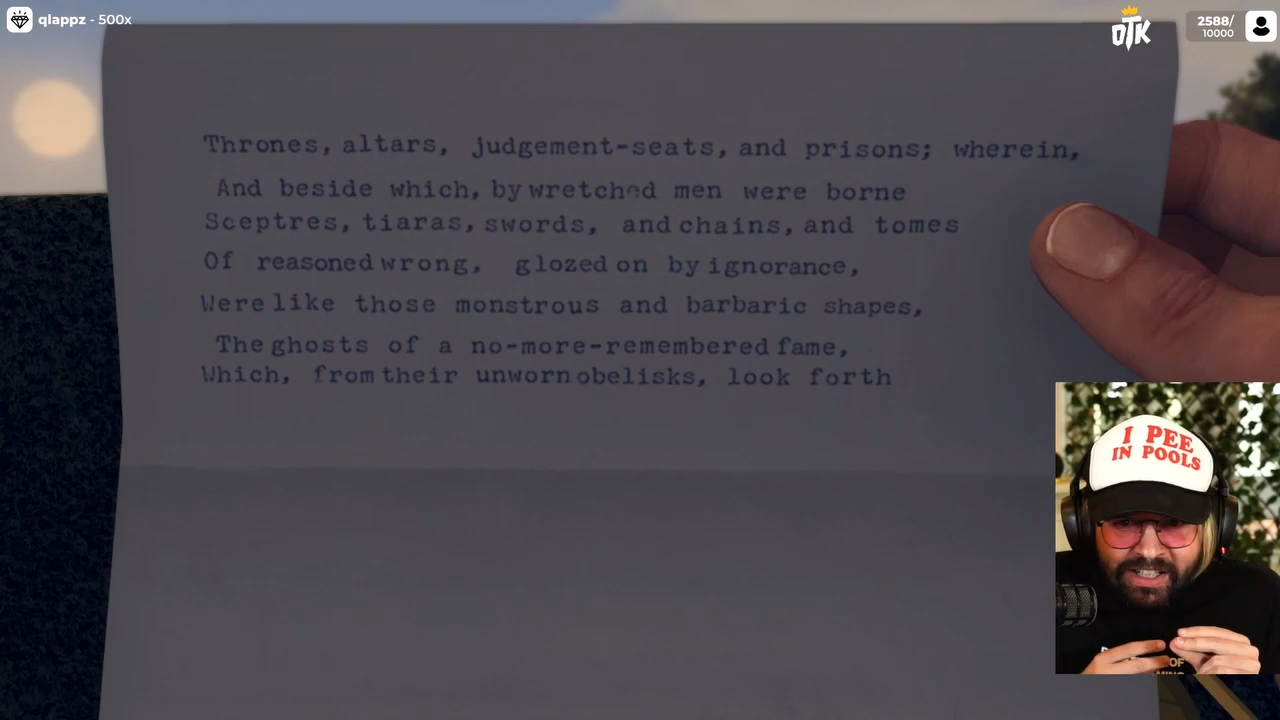 qlappz - 500x
OTK
2588/
10000
Thrones, altars, judgement-seats, and prisons; wherein,
And beside which, by wretched men were borne
Sceptres, tiaras, swords, and chains, and tomes
Of reasoned wrong, glozed on by ignorance,
Were like those monstrous and barbaric shapes,
The ghosts of a no-more-remembered fame,
Which, from their unworn obelisks, look forth
I PEE
IN POOLS
OF